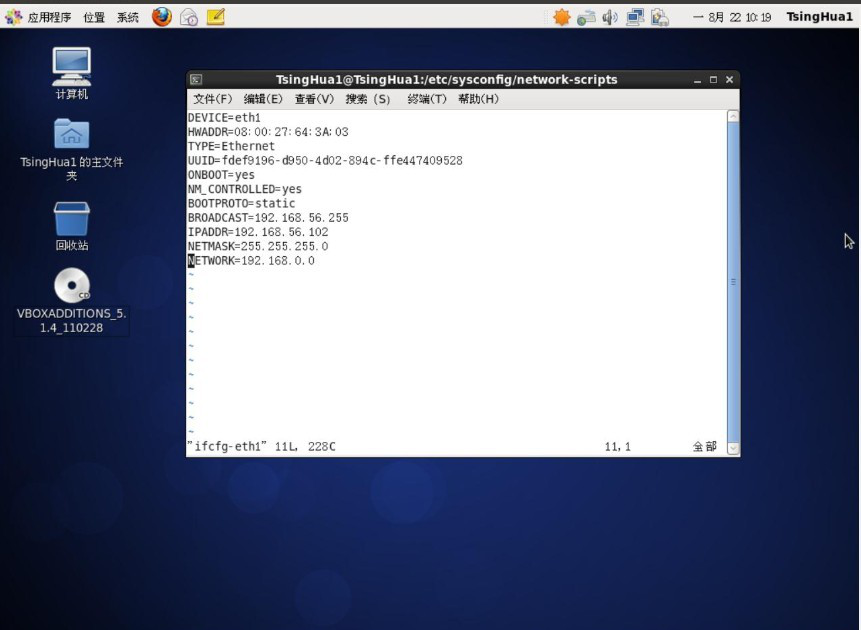 应用程序 位置 系统
一 8月 22 10:19 TsingHua1
计算机
TsingHua1 的主文件
夹
回收站
CD
VBOXADDITIONS_5.
1.4_110228
TsingHua1@TsingHua1:/etc/sysconfig/network-scripts
文件(F) 编辑(E) 查看(V) 搜索 (S) 终端(T) 帮助(H)
DEVICE=eth1
HWADDR=08:00:27:64:3A:03
TYPE=Ethernet
UUID=fdef9196-d950-4d02-894c-ffe447409528
ONBOOT=yes
NM_CONTROLLED=yes
BOOTPROTO=static
BROADCAST=192.168.56.255
IPADDR=192.168.56.102
NETMASK=255.255.255.0
NETWORK=192.168.0.0
~
~
~
~
~
~
~
~
~
~
~
~
"ifcfg-eth1" 11L, 228C 11,1 全部